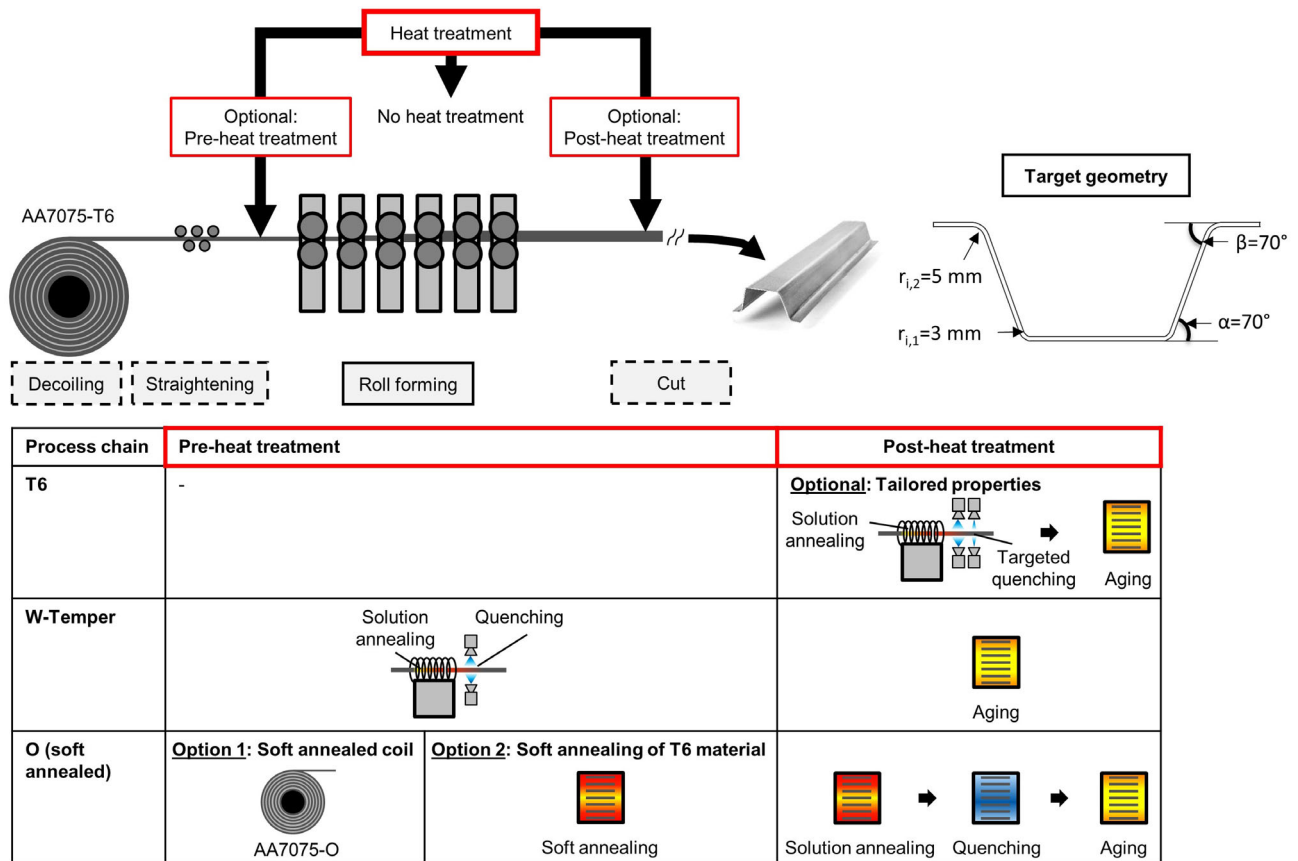 Heat treatment
Optional:
Pre-heat treatment
No heat treatment
Optional:
Post-heat treatment
AA7075-T6
Target geometry
β=70°
ri,2=5 mm
α=70°
ri,1=3 mm
Decoiling
Straightening
Roll forming
Cut
Process chain
Pre-heat treatment
Post-heat treatment
T6
-
Optional: Tailored properties
Solution
annealing
Targeted
quenching
Aging
W-Temper
Solution
annealing
Quenching
Aging
O (soft
annealed)
Option 1: Soft annealed coil
AA7075-O
Option 2: Soft annealing of T6 material
Soft annealing
Solution annealing
Quenching
Aging